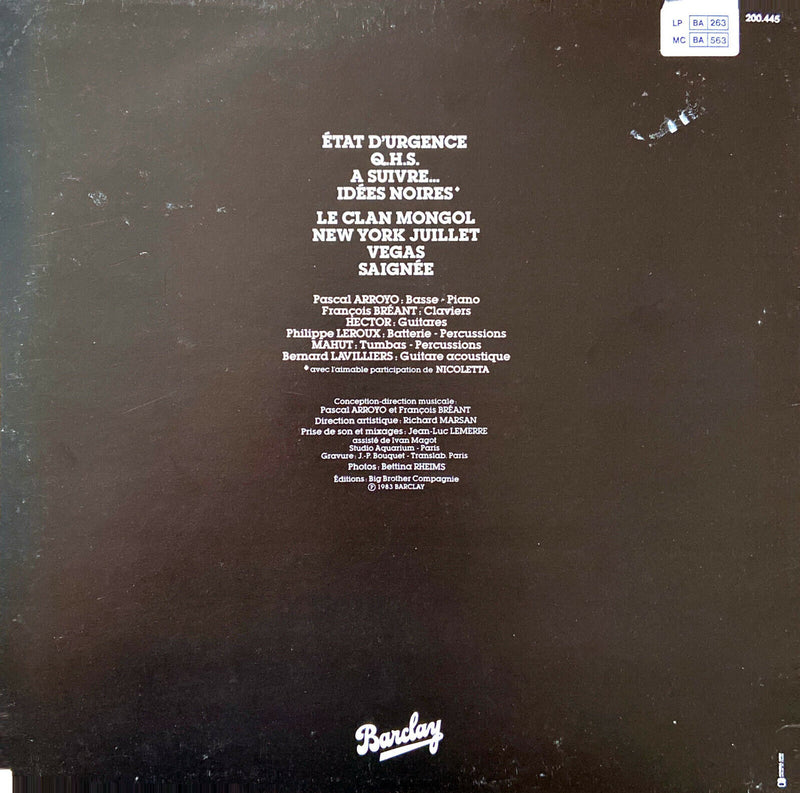 LP BA 263
MC BA 563
200.445
ÉTAT D'URGENCE
Q.H.S.
A SUIVRE...
IDÉES NOIRES*
LE CLAN MONGOL
NEW YORK JUILLET
VEGAS
SAIGNÉE
Pascal ARROYO : Basse - Piano
François BRÉANT : Claviers
HECTOR : Guitares
Philippe LEROUX : Batterie - Percussions
MAHUT : Tumbas - Percussions
Bernard LAVILLIERS : Guitare acoustique
* avec l'aimable participation de NICOLETTA
Conception-direction musicale :
Pascal ARROYO et François BRÉANT
Direction artistique : Richard MARSAN
Prise de son et mixages : Jean-Luc LEMERRE
assisté de Ivan Magot
Studio Aquarium - Paris
Gravure : J.-P. Bouquet - Translab. Paris
Photos : Bettina RHEIMS
Éditions : Big Brother Compagnie
℗ 1983 BARCLAY
Barclay